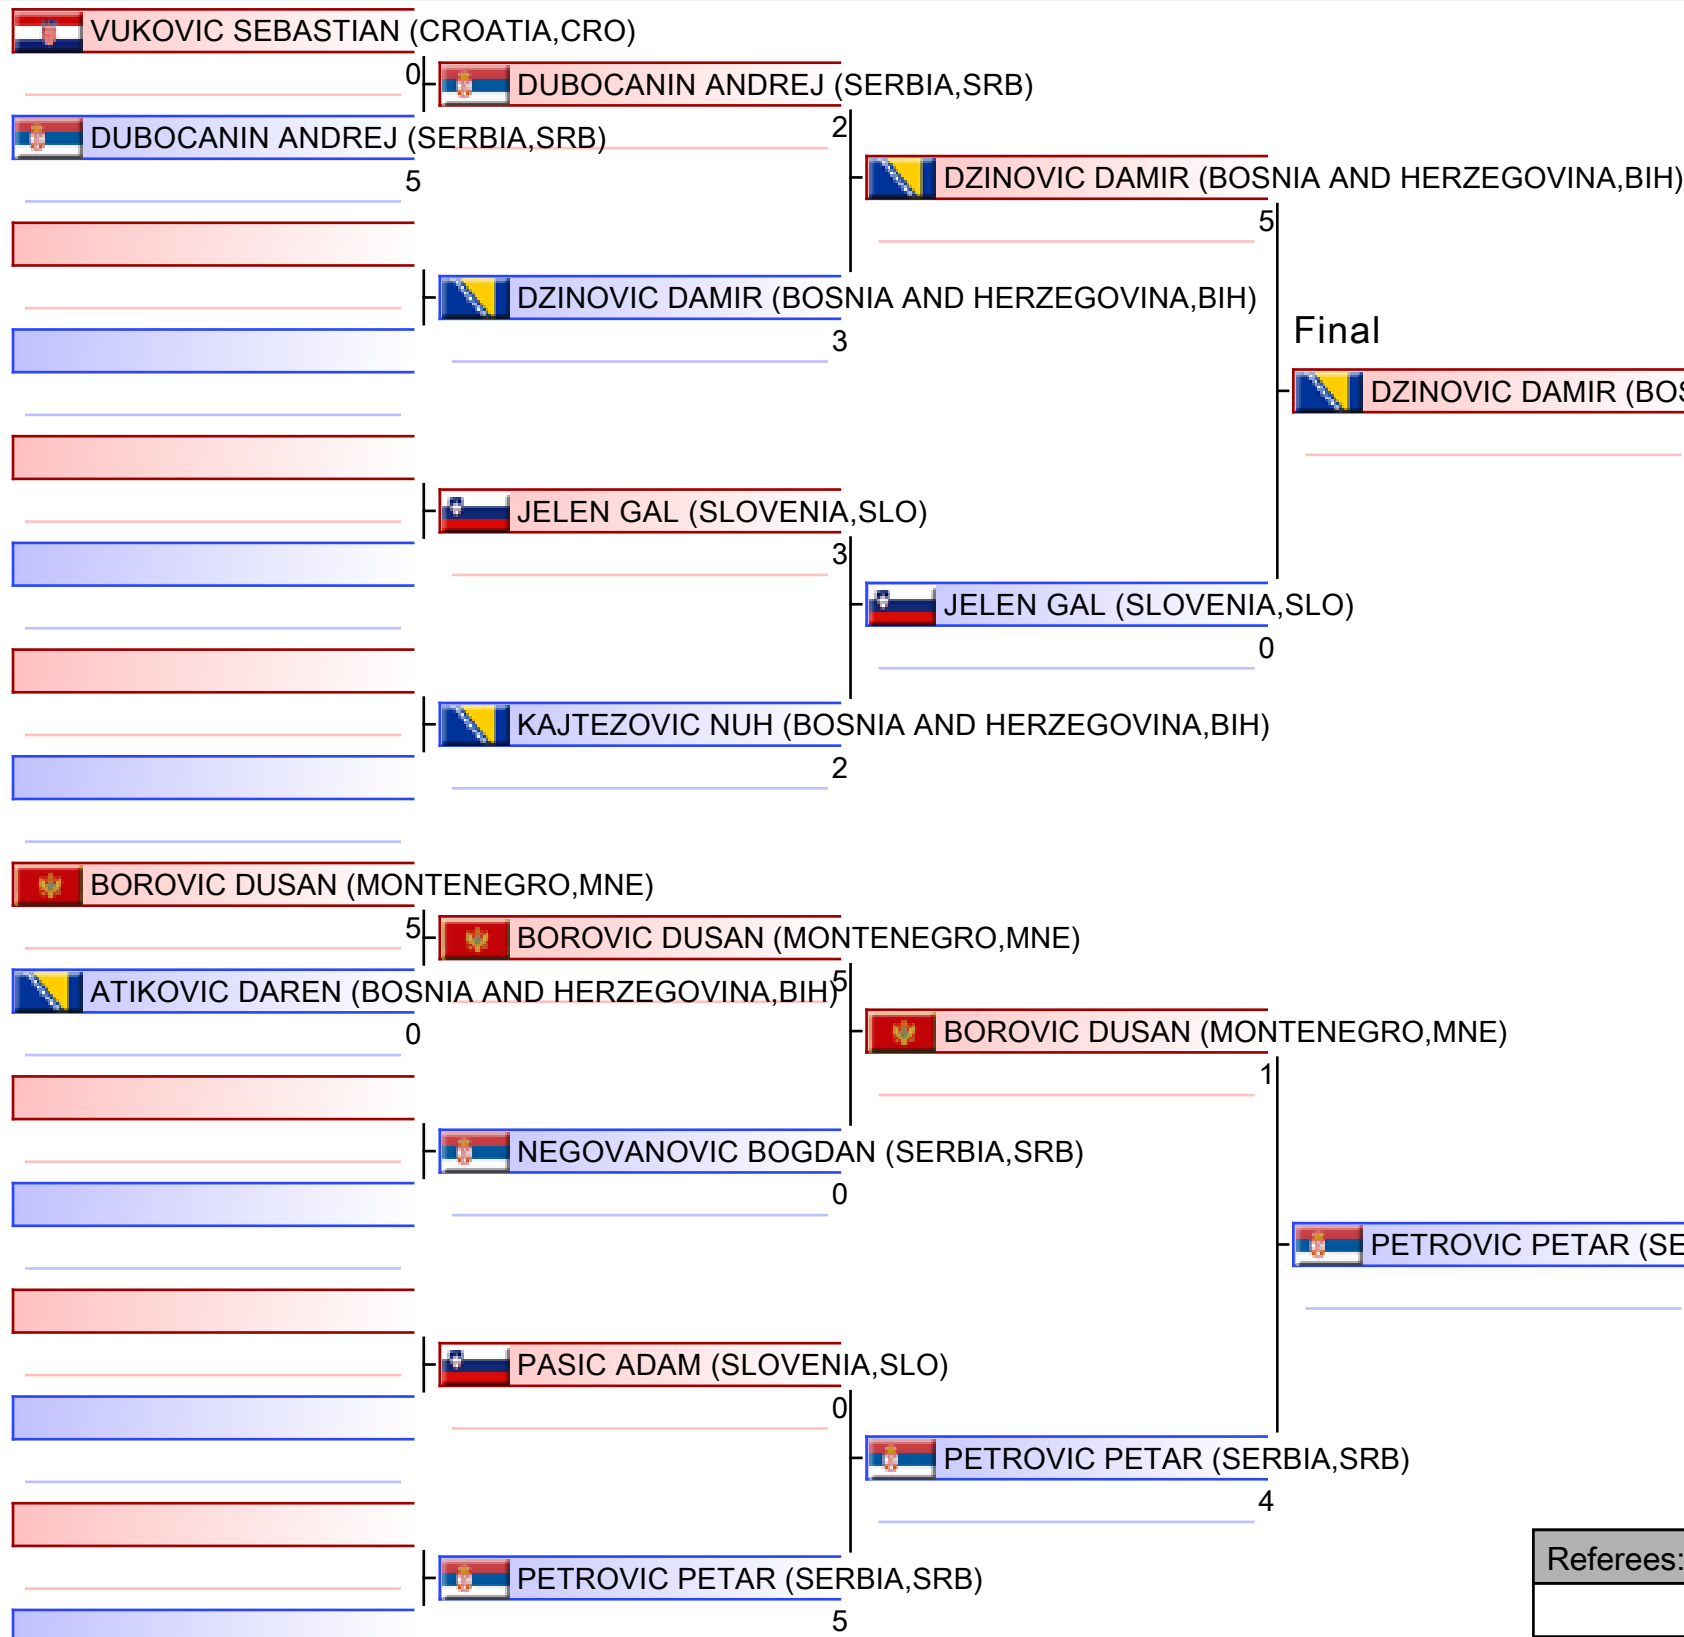 VUKOVIC SEBASTIAN (CROATIA,CRO)
0
DUBOCANIN ANDREJ (SERBIA,SRB)
DUBOCANIN ANDREJ (SERBIA,SRB)
2
5
DZINOVIC DAMIR (BOSNIA AND HERZEGOVINA,BIH)
5
DZINOVIC DAMIR (BOSNIA AND HERZEGOVINA,BIH)
3
Final
DZINOVIC DAMIR (BOS
JELEN GAL (SLOVENIA,SLO)
3
JELEN GAL (SLOVENIA,SLO)
0
KAJTEZOVIC NUH (BOSNIA AND HERZEGOVINA,BIH)
2
BOROVIC DUSAN (MONTENEGRO,MNE)
5
BOROVIC DUSAN (MONTENEGRO,MNE)
ATIKOVIC DAREN (BOSNIA AND HERZEGOVINA,BIH)
5
0
BOROVIC DUSAN (MONTENEGRO,MNE)
1
NEGOVANOVIC BOGDAN (SERBIA,SRB)
0
PETROVIC PETAR (SE
PASIC ADAM (SLOVENIA,SLO)
0
PETROVIC PETAR (SERBIA,SRB)
4
Referees:
PETROVIC PETAR (SERBIA,SRB)
5